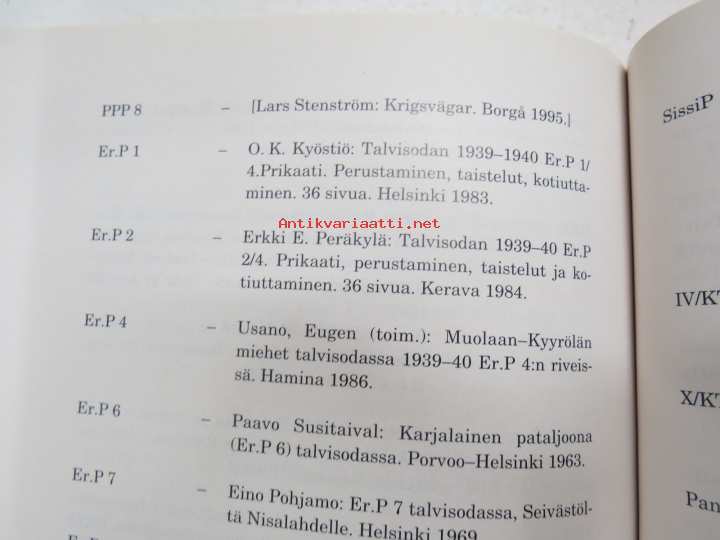 PPP 8 – [Lars Stenström: Krigsvägar. Borgå 1995.]
Er.P 1 – O. K. Kyöstiö: Talvisodan 1939–1940 Er.P 1/
4.Prikaati. Perustaminen, taistelut, kotiutta-
minen. 36 sivua. Helsinki 1983.
Antikvariaatti.net
Er.P 2 – Erkki E. Peräkylä: Talvisodan 1939–40 Er.P
2/4. Prikaati, perustaminen, taistelut ja ko-
tiuttaminen. 36 sivua. Kerava 1984.
Er.P 4 – Usano, Eugen (toim.): Muolaan–Kyyrölän
miehet talvisodassa 1939–40 Er.P 4:n riveis-
sä. Hamina 1986.
Er.P 6 – Paavo Susitaival: Karjalainen pataljoona
(Er.P 6) talvisodassa. Porvoo–Helsinki 1963.
Er.P 7 – Eino Pohjamo: Er.P 7 talvisodassa, Seivästöl-
tä Nisalahdelle. Helsinki 1969.
SissiP
IV/KT
X/KT
Pan